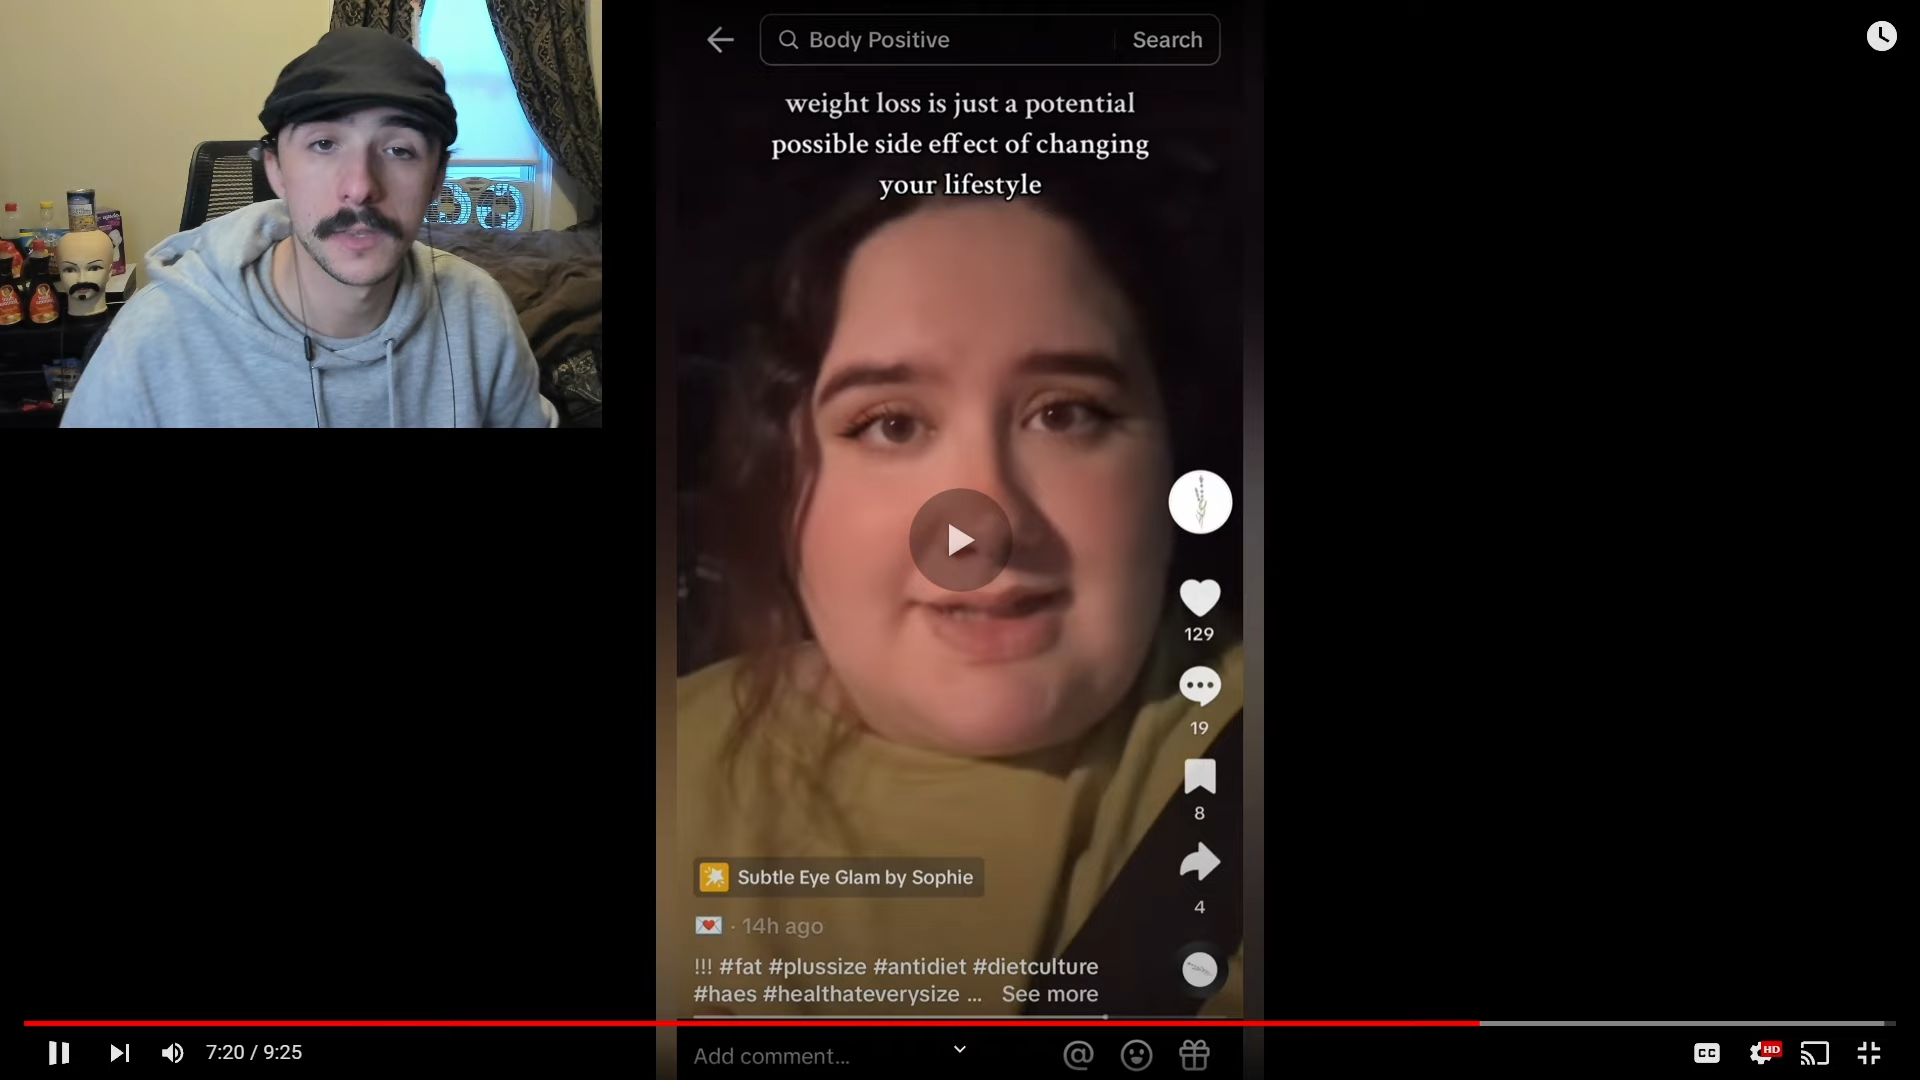 Body Positive
Search
weight loss is just a potential
possible side effect of changing
your lifestyle
129
19
8
4
Subtle Eye Glam by Sophie
· 14h ago
!!! #fat #plussize #antidiet #dietculture
#haes #healthateverysize ... See more
Add comment...
7:20 / 9:25
CC
HD